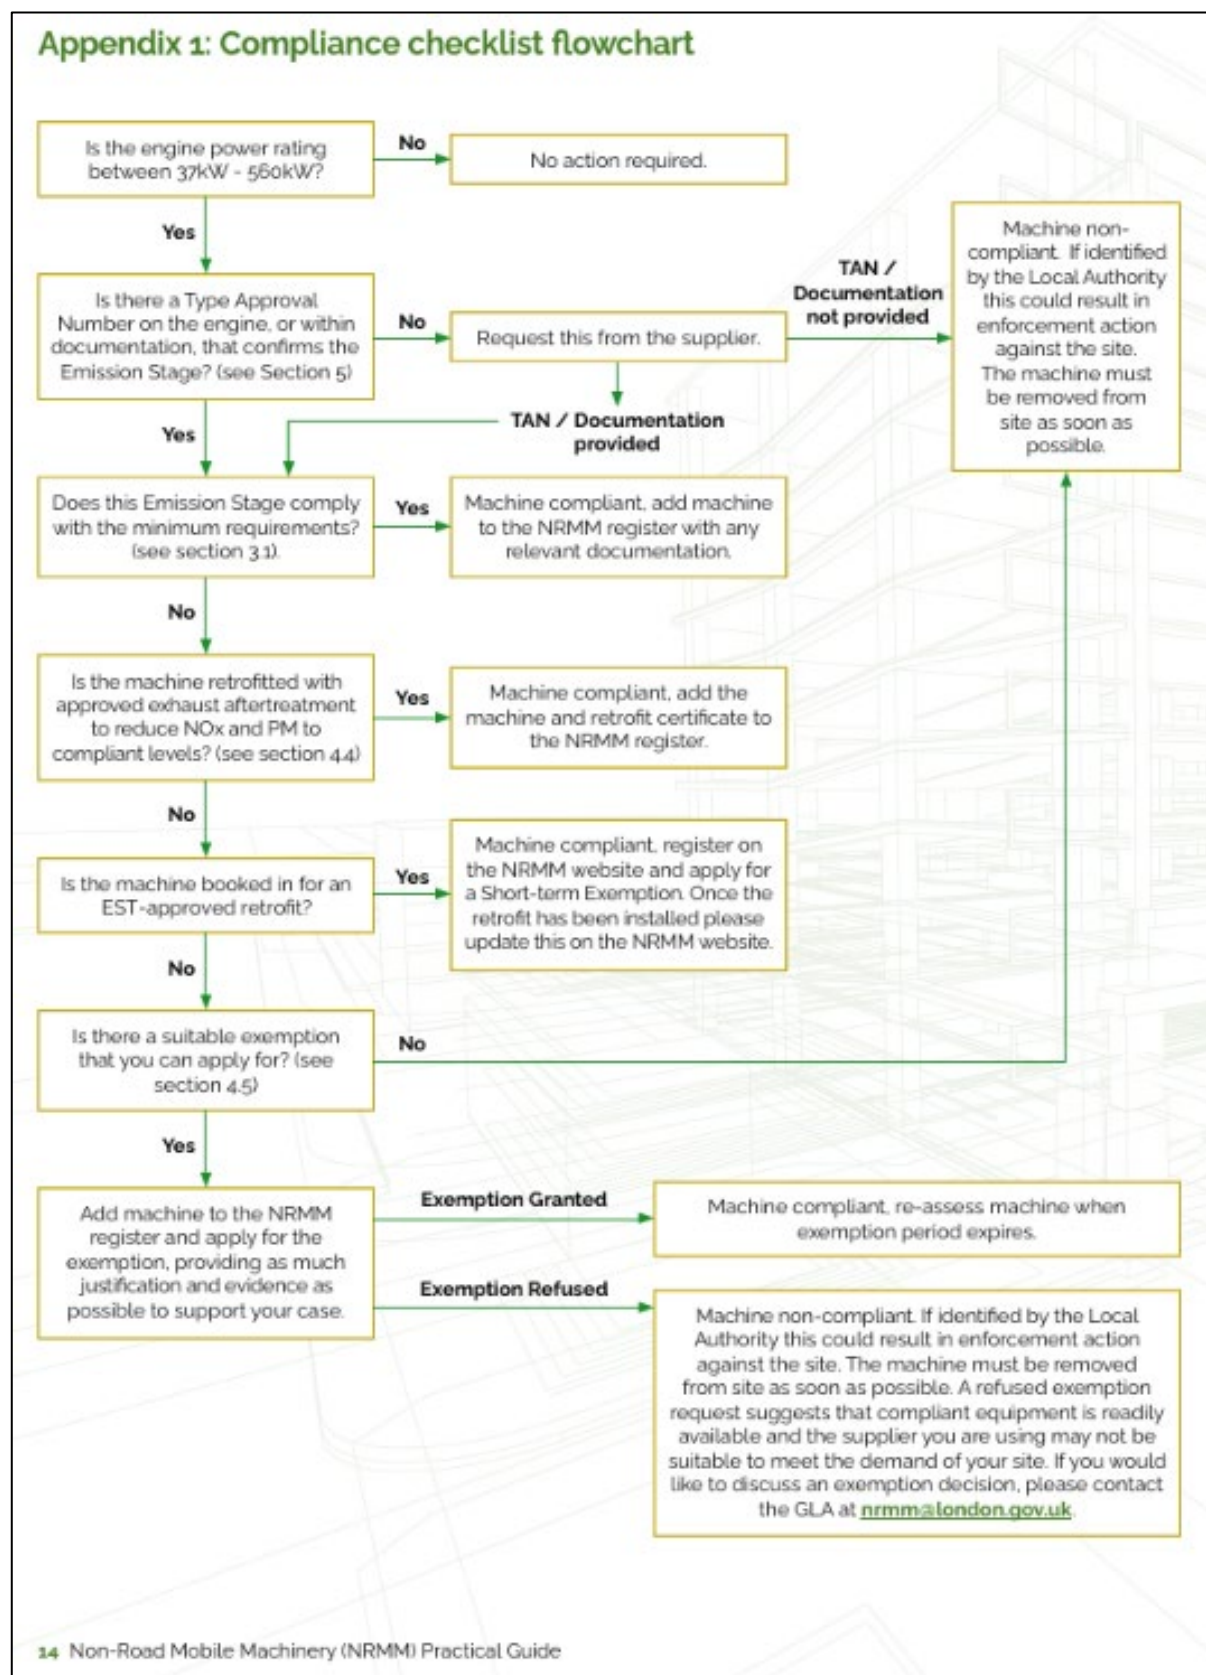 Appendix 1: Compliance checklist flowchart
Is the engine power rating
between 37kW - 560kW?
No
No action required.
Yes
Is there a Type Approval
Number on the engine, or within
documentation, that confirms the
Emission Stage? (see Section 5)
No
Request this from the supplier.
TAN /
Documentation
not provided
Machine non-
compliant. If identified
by the Local Authority
this could result in
enforcement action
against the site.
The machine must
be removed from
site as soon as
possible.
Yes
TAN / Documentation
provided
Does this Emission Stage comply
with the minimum requirements?
(see section 3.1).
Yes
Machine compliant, add machine
to the NRMM register with any
relevant documentation.
No
Is the machine retrofitted with
approved exhaust aftertreatment
to reduce NOx and PM to
compliant levels? (see section 4.4)
Yes
Machine compliant, add the
machine and retrofit certificate to
the NRMM register.
No
Is the machine booked in for an
EST-approved retrofit?
Yes
Machine compliant, register on
the NRMM website and apply for
a Short-term Exemption. Once the
retrofit has been installed please
update this on the NRMM website.
No
Is there a suitable exemption
that you can apply for? (see
section 4.5)
No
Yes
Add machine to the NRMM
register and apply for the
exemption, providing as much
justification and evidence as
possible to support your case.
Exemption Granted
Machine compliant, re-assess machine when
exemption period expires.
Exemption Refused
Machine non-compliant. If identified by the Local
Authority this could result in enforcement action
against the site. The machine must be removed
from site as soon as possible. A refused exemption
request suggests that compliant equipment is readily
available and the supplier you are using may not be
suitable to meet the demand of your site. If you would
like to discuss an exemption decision, please contact
the GLA at nrmm@london.gov.uk.
14 Non-Road Mobile Machinery (NRMM) Practical Guide